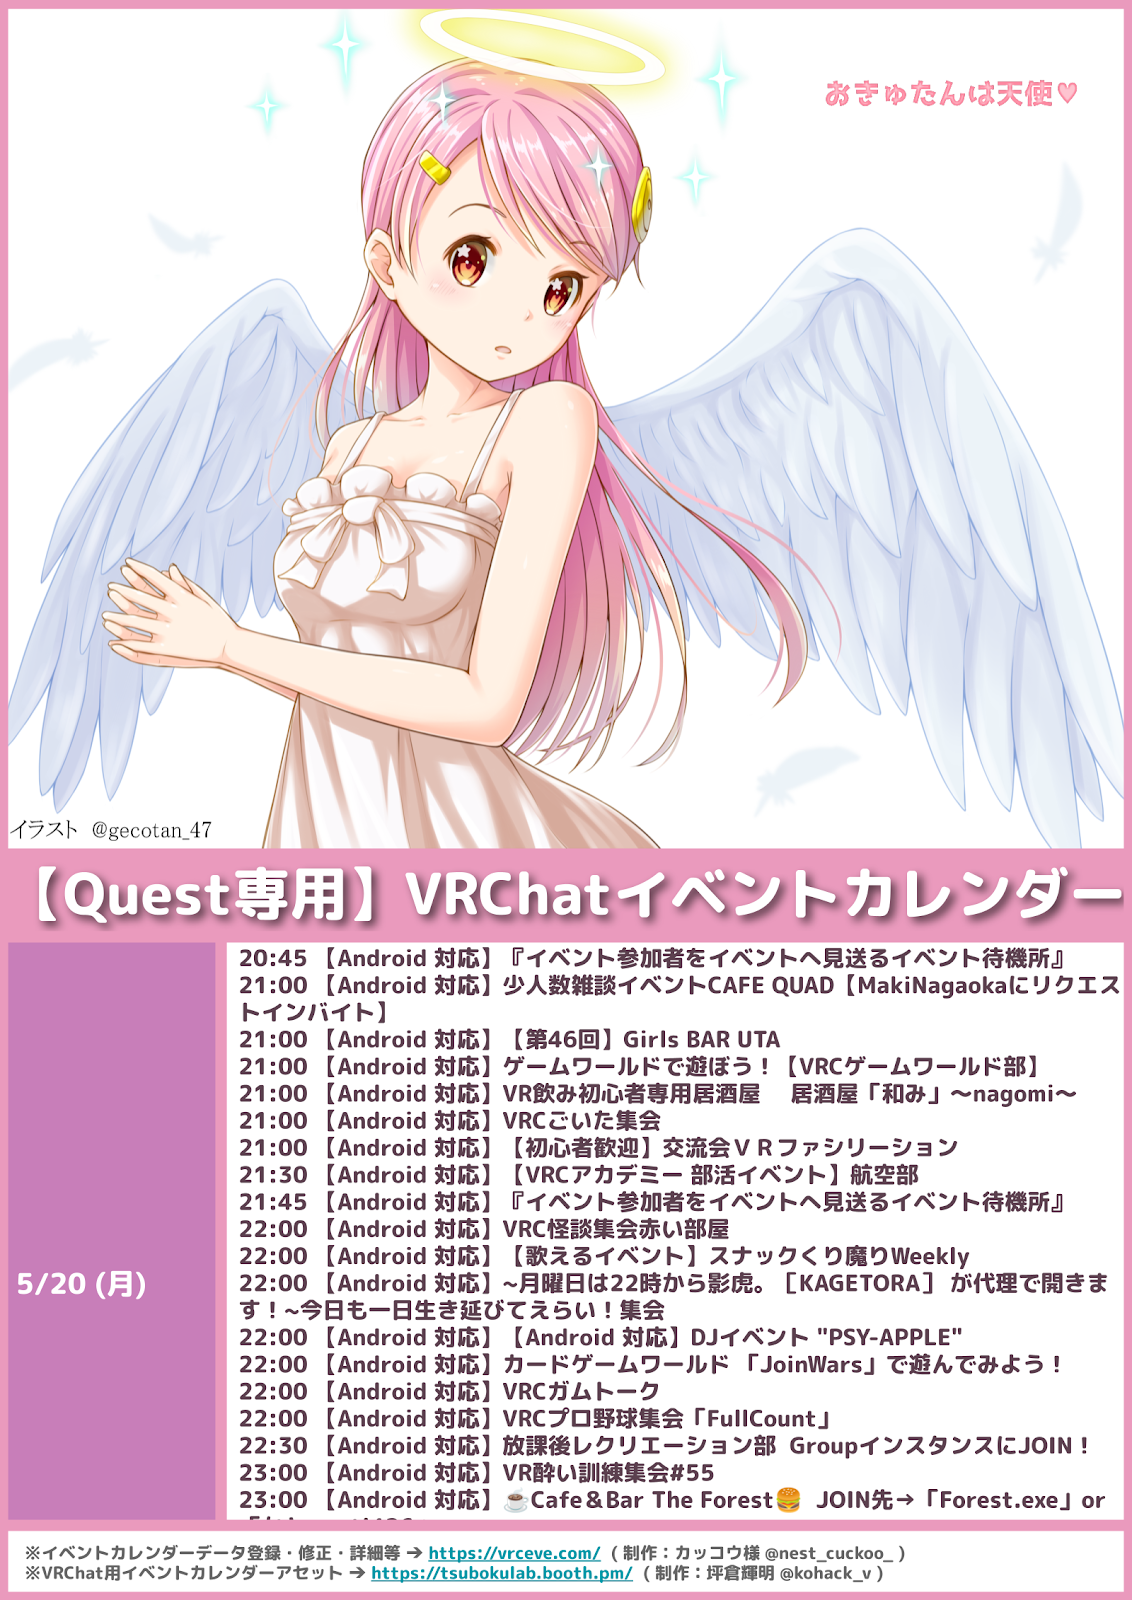 おきゅたんは天使♥
イラスト @gecotan_47
【Quest専用】VRChatイベントカレンダー
5/20 (月)
20:45 【Android 対応】『イベント参加者をイベントへ見送るイベント待機所』
21:00 【Android 対応】少人数雑談イベントCAFE QUAD【MakiNagaokaにリクエス
トインバイト】
21:00 【Android 対応】【第46回】Girls BAR UTA
21:00 【Android 対応】ゲームワールドで遊ぼう！【VRCゲームワールド部】
21:00 【Android 対応】VR飲み初心者専用居酒屋　居酒屋「和み」～nagomi～
21:00 【Android 対応】VRCごいた集会
21:00 【Android 対応】【初心者歓迎】交流会ＶＲファシリーション
21:30 【Android 対応】【VRCアカデミー 部活イベント】航空部
21:45 【Android 対応】『イベント参加者をイベントへ見送るイベント待機所』
22:00 【Android 対応】VRC怪談集会赤い部屋
22:00 【Android 対応】【歌えるイベント】スナックくり魔りWeekly
22:00 【Android 対応】~月曜日は22時から影虎。［KAGETORA］ が代理で開きま
す！~今日も一日生き延びてえらい！集会
22:00 【Android 対応】【Android 対応】DJイベント "PSY-APPLE"
22:00 【Android 対応】カードゲームワールド 「JoinWars」で遊んでみよう！
22:00 【Android 対応】VRCガムトーク
22:00 【Android 対応】VRCプロ野球集会「FullCount」
22:30 【Android 対応】放課後レクリエーション部 GroupインスタンスにJOIN！
23:00 【Android 対応】VR酔い訓練集会#55
23:00 【Android 対応】☕Cafe＆Bar The Forest🍔 JOIN先→「Forest.exe」or
※イベントカレンダーデータ登録・修正・詳細等 ➔ https://vrceve.com/ ( 制作：カッコウ様 @nest_cuckoo_ )
※VRChat用イベントカレンダーアセット ➔ https://tsubokulab.booth.pm/ ( 制作：坪倉輝明 @kohack_v )